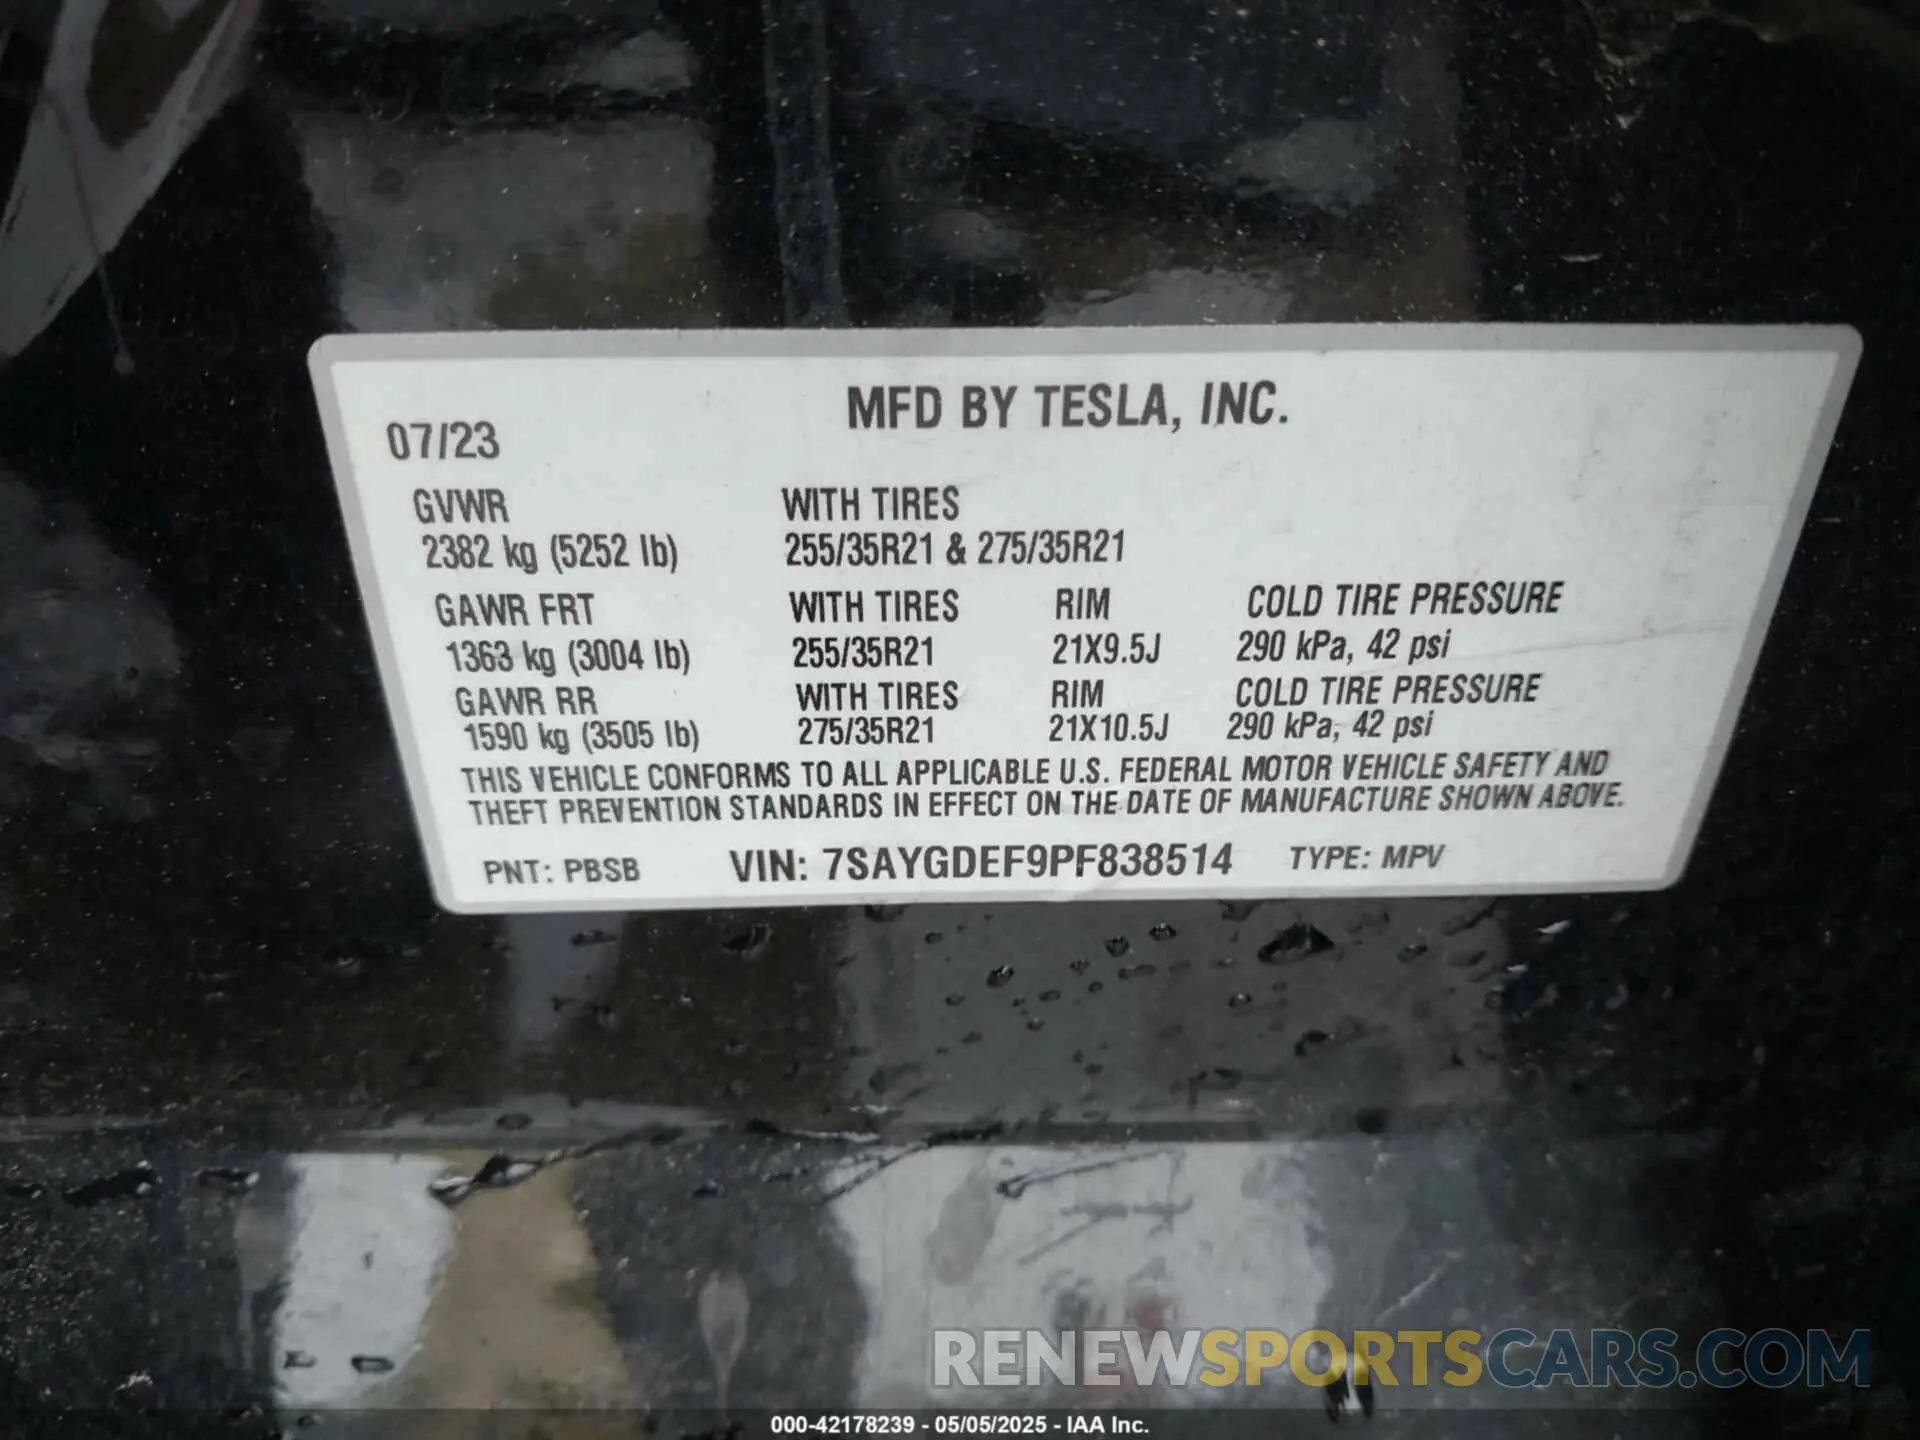 MFD BY TESLA, INC.
07/23
GVWR WITH TIRES
2382 kg (5252 lb) 255/35R21 & 275/35R21
GAWR FRT WITH TIRES RIM COLD TIRE PRESSURE
1363 kg (3004 lb) 255/35R21 21X9.5J 290 kPa, 42 psi
GAWR RR WITH TIRES RIM COLD TIRE PRESSURE
1590 kg (3505 lb) 275/35R21 21X10.5J 290 kPa, 42 psi
THIS VEHICLE CONFORMS TO ALL APPLICABLE U.S. FEDERAL MOTOR VEHICLE SAFETY AND
THEFT PREVENTION STANDARDS IN EFFECT ON THE DATE OF MANUFACTURE SHOWN ABOVE.
PNT: PBSB VIN: 7SAYGDEF9PF838514 TYPE: MPV
RENEWSPORTSCARS.COM
000-42178239 - 05/05/2025 - IAA Inc.